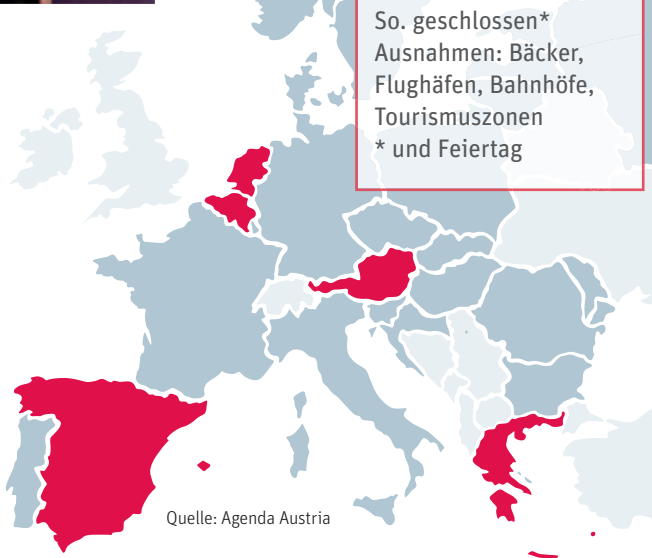 So. geschlossen*
Ausnahmen: Bäcker,
Flughäfen, Bahnhöfe,
Tourismuszonen
* und Feiertag
Quelle: Agenda Austria